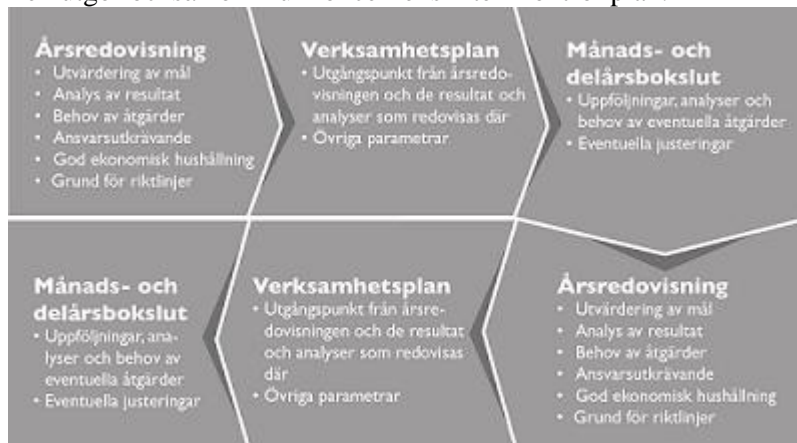 Årsredovisning
• Utvärdering av mål
• Analys av resultat
• Behov av åtgärder
• Ansvarsutkrävande
• God ekonomisk hushållning
• Grund för riktlinjer
Verksamhetsplan
• Utgångspunkt från årsredo-
visningen och de resultat och
analyser som redovisas där
• Övriga parametrar
Månads- och
delårsbokslut
• Uppföljningar, analyser och
behov av eventuella åtgärder
• Eventuella justeringar
Årsredovisning
• Utvärdering av mål
• Analys av resultat
• Behov av åtgärder
• Ansvarsutkrävande
• God ekonomisk hushållning
• Grund för riktlinjer
Verksamhetsplan
• Utgångspunkt från årsre-
dovisningen och de resultat
och analyser som redovisas
där
• Övriga parametrar
Månads- och
delårsbokslut
• Uppföljningar, ana-
lyser och behov av
eventuella åtgärder
• Eventuella justeringar